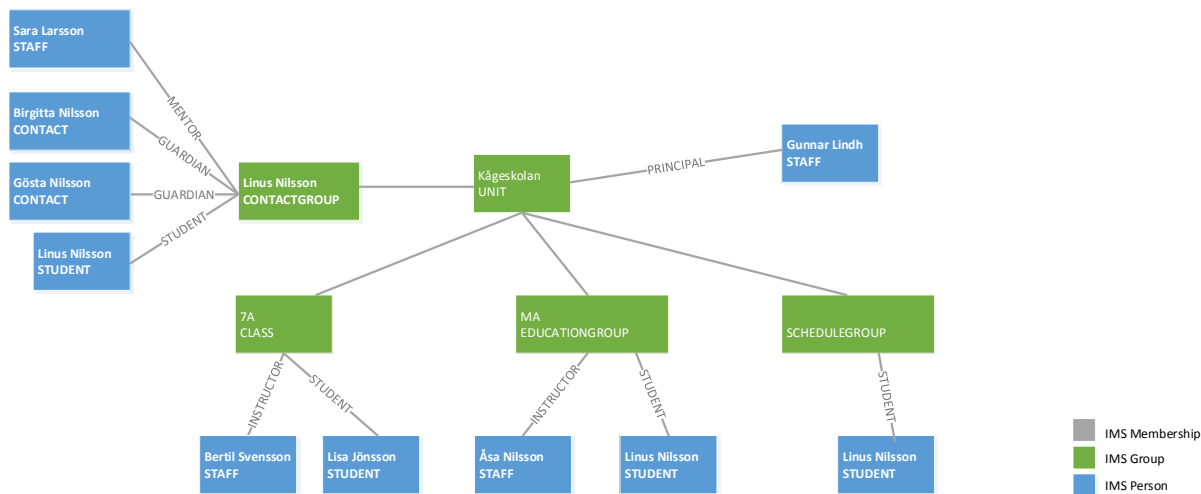 Sara Larsson
STAFF
MENTOR
Birgitta Nilsson
CONTACT
GUARDIAN
Gösta Nilsson
CONTACT
GUARDIAN
Linus Nilsson
STUDENT
STUDENT
Linus Nilsson
CONTACTGROUP
Kågeskolan
UNIT
PRINCIPAL
Gunnar Lindh
STAFF
7A
CLASS
MA
EDUCATIONGROUP
SCHEDULEGROUP
INSTRUCTOR
STUDENT
INSTRUCTOR
STUDENT
STUDENT
Bertil Svensson
STAFF
Lisa Jönsson
STUDENT
Åsa Nilsson
STAFF
Linus Nilsson
STUDENT
Linus Nilsson
STUDENT
IMS Membership
IMS Group
IMS Person